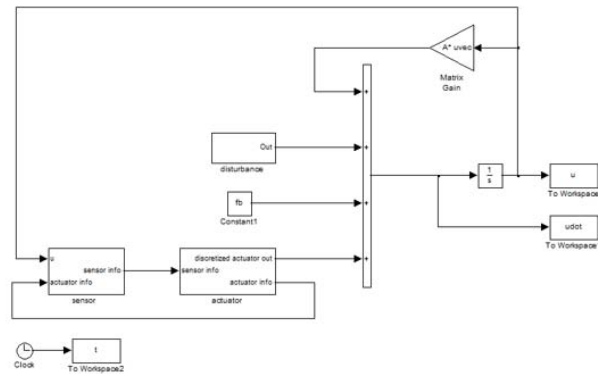 A* uvec
Matrix
Gain
+
Out
disturbance
+
fb
Constant1
+
1
s
u
To Workspace
udot
To Workspace
u
sensor info
actuator info
sensor
discretized actuator out
sensor info
actuator info
actuator
+
Clock
t
To Workspace2